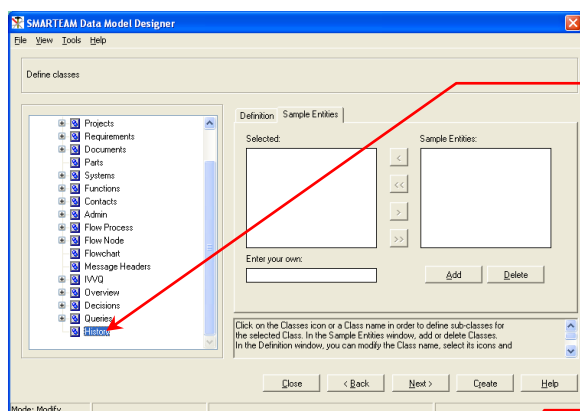 SMARTEAM Data Model Designer
File View Tools Help
Define classes
Projects
Requirements
Documents
Parts
Systems
Functions
Contacts
Admin
Flow Process
Flow Node
Flowchart
Message Headers
IVVQ
Overview
Decisions
Queries
History
Definition Sample Entities
Selected: Sample Entities:
<
<<
>
>>
Enter your own:
Add Delete
Click on the Classes icon or a Class name in order to define sub-classes for
the selected Class. In the Sample Entities window, add or delete Classes.
In the Definition window, you can modify the Class name, select its icons and
Close < Back Next > Create Help
Mode: Modify